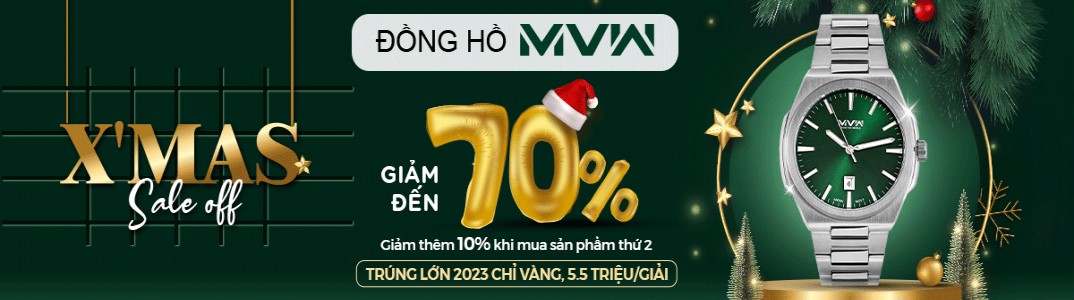 X'MAS
Sale off
ĐỒNG HỒ MVW
GIẢM
ĐẾN
70%
Giảm thêm 10% khi mua sản phẩm thứ 2
TRÚNG LỚN 2023 CHỈ VÀNG, 5.5 TRIỆU/GIẢI
MVW